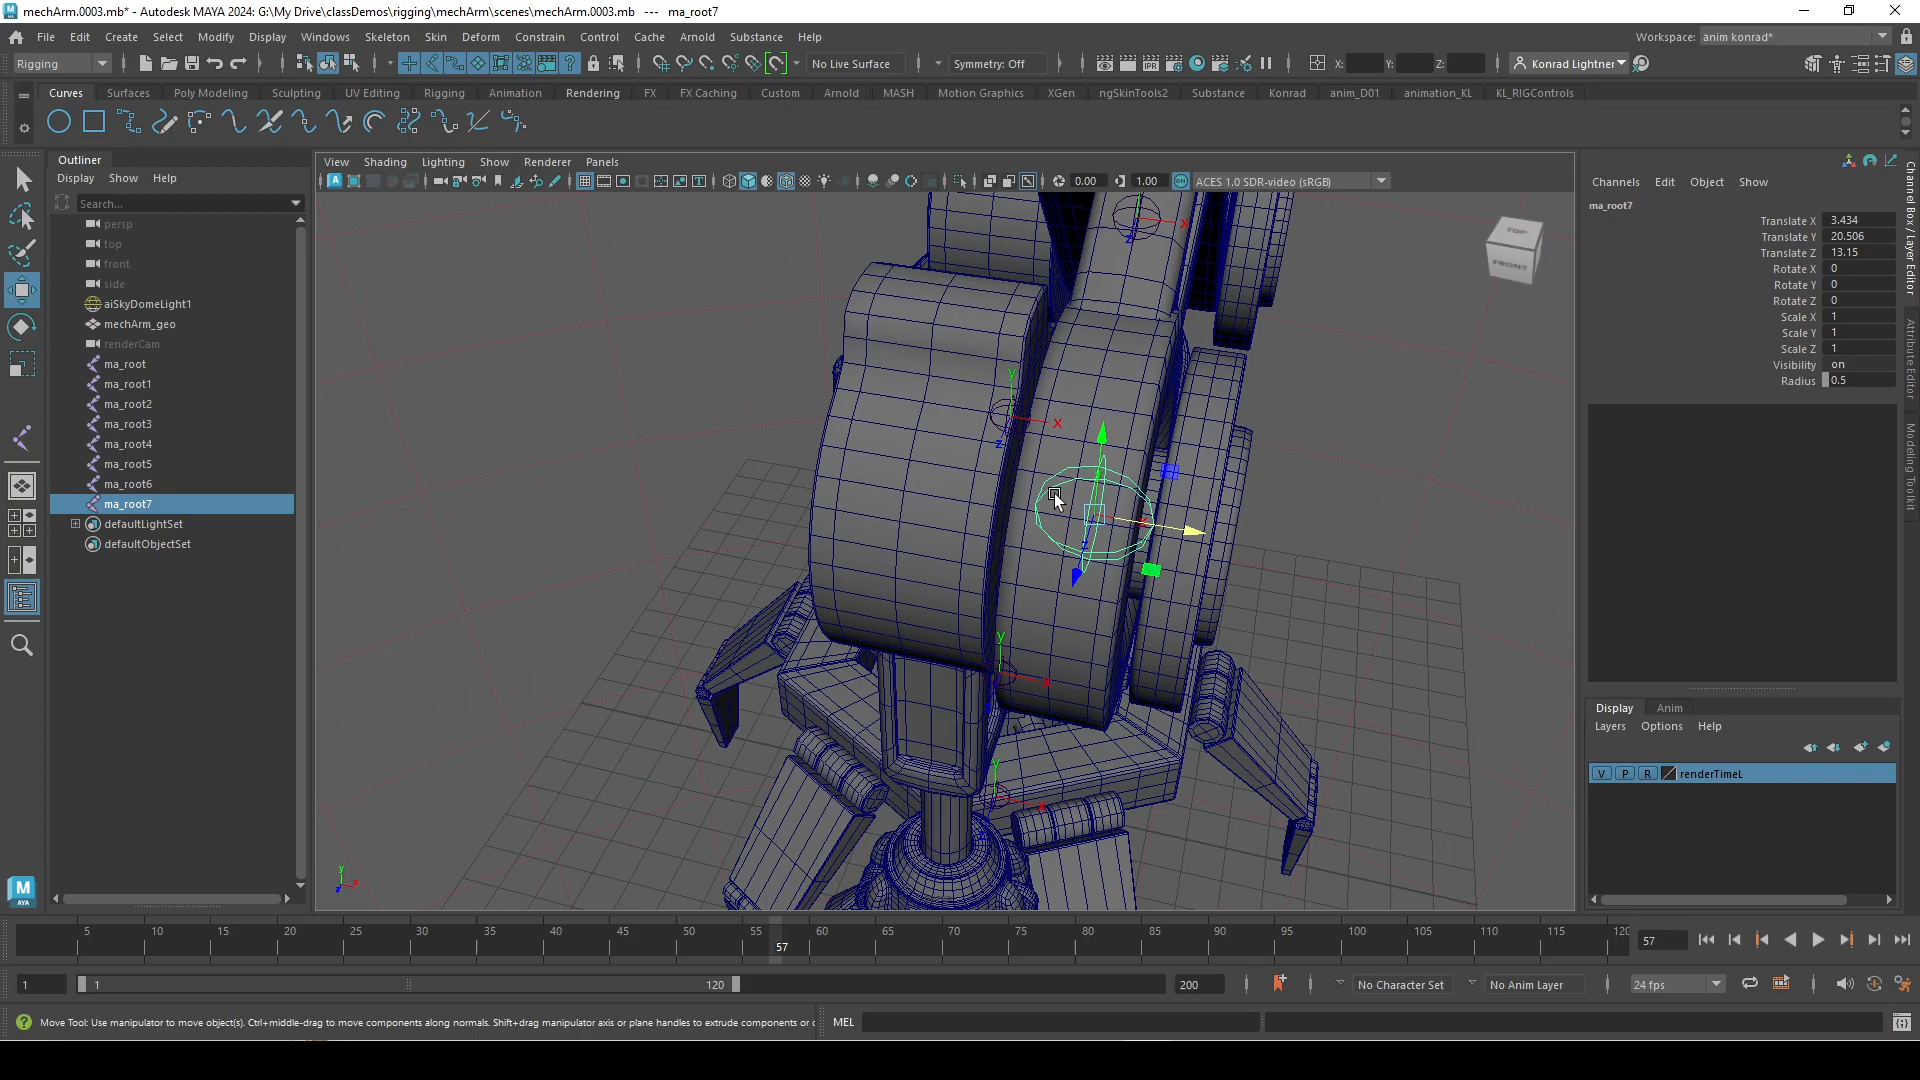 mechArm.0003.mb* - Autodesk MAYA 2024: G:\My Drive\classDemos\rigging\mechArm\scenes\mechArm.0003.mb --- ma_root7
File Edit Create Select Modify Display Windows Skeleton Skin Deform Constrain Control Cache Arnold Substance Help
Workspace: anim konrad*
Rigging
No Live Surface
Symmetry: Off
X: Y: Z:
Konrad Lightner
Curves Surfaces Poly Modeling Sculpting UV Editing Rigging Animation Rendering FX FX Caching Custom Arnold MASH Motion Graphics XGen ngSkinTools2 Substance Konrad anim_D01 animation_KL KL_RIGControls
Outliner
Display Show Help
Search...
persp
top
front
side
aiSkyDomeLight1
mechArm_geo
renderCam
ma_root
ma_root1
ma_root2
ma_root3
ma_root4
ma_root5
ma_root6
ma_root7
defaultLightSet
defaultObjectSet
View Shading Lighting Show Renderer Panels
0.00 1.00 ACES 1.0 SDR-video (sRGB)
TOP
FRONT
Channels Edit Object Show
ma_root7
Translate X 3.434
Translate Y 20.506
Translate Z 13.15
Rotate X 0
Rotate Y 0
Rotate Z 0
Scale X 1
Scale Y 1
Scale Z 1
Visibility on
Radius 0.5
Channel Box / Layer Editor
Attribute Editor
Modeling Toolkit
Display Anim
Layers Options Help
V P R renderTimeL
5 10 15 20 25 30 35 40 45 50 55 60 65 70 75 80 85 90 95 100 105 110 115 120
57
57
1 1 120 200
No Character Set
No Anim Layer
24 fps
Move Tool: Use manipulator to move object(s). Ctrl+middle-drag to move components along normals. Shift+drag manipulator axis or plane handles to extrude components or
MEL